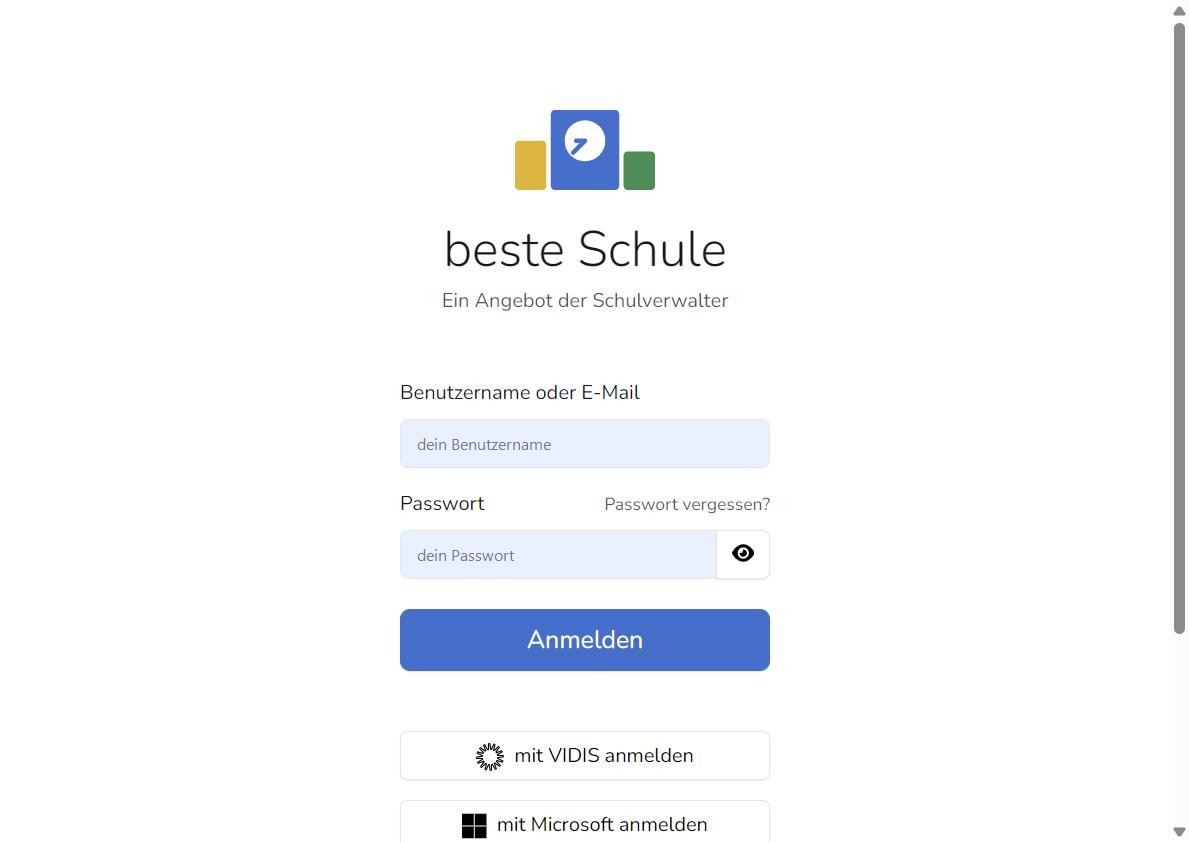 beste Schule
Ein Angebot der Schulverwalter
Benutzername oder E-Mail
dein Benutzername
Passwort Passwort vergessen?
dein Passwort
Anmelden
mit VIDIS anmelden
mit Microsoft anmelden